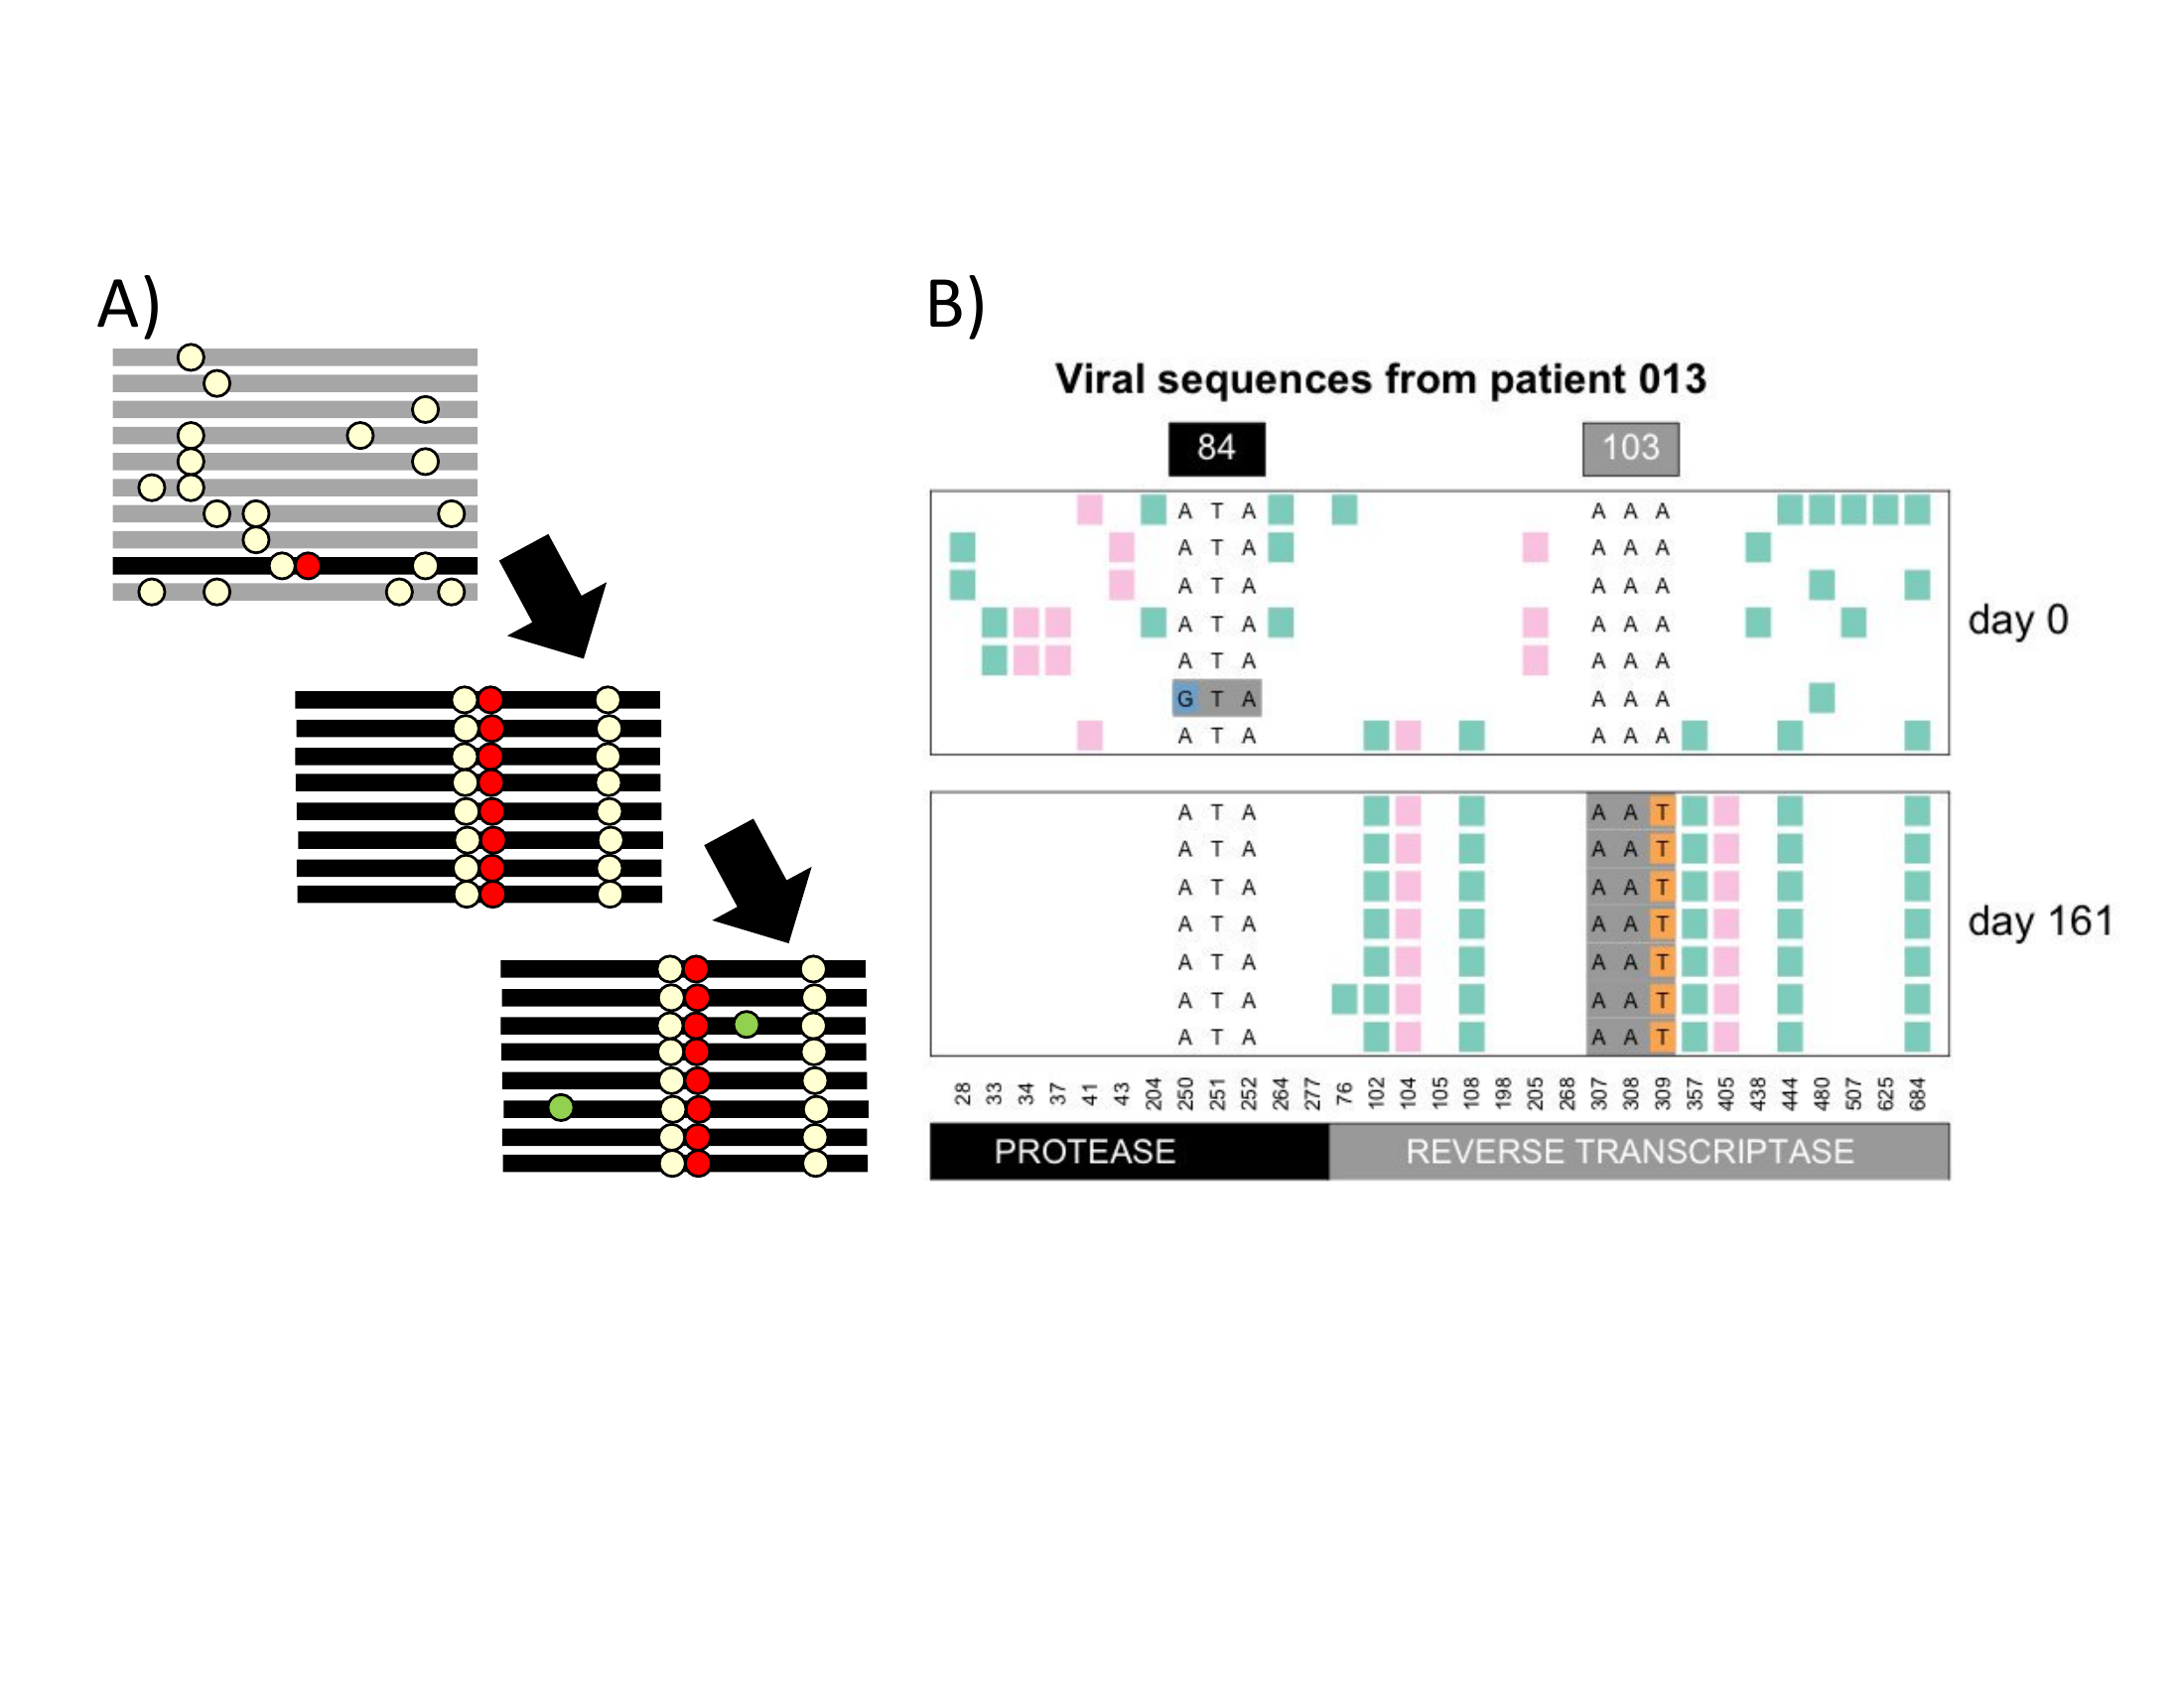 A)
B)
Viral sequences from patient 013
84 103
A T A A A A
A T A A A A
A T A A A A
A T A A A A
A T A A A A
G T A A A A
A T A A A A
day 0
A T A A A T
A T A A A T
A T A A A T
A T A A A T
A T A A A T
A T A A A T
A T A A A T
day 161
28 33 34 37 41 43 204 250 251 252 264 277 76 102 104 105 108 198 205 268 307 308 309 357 405 438 444 480 507 625 684
PROTEASE REVERSE TRANSCRIPTASE